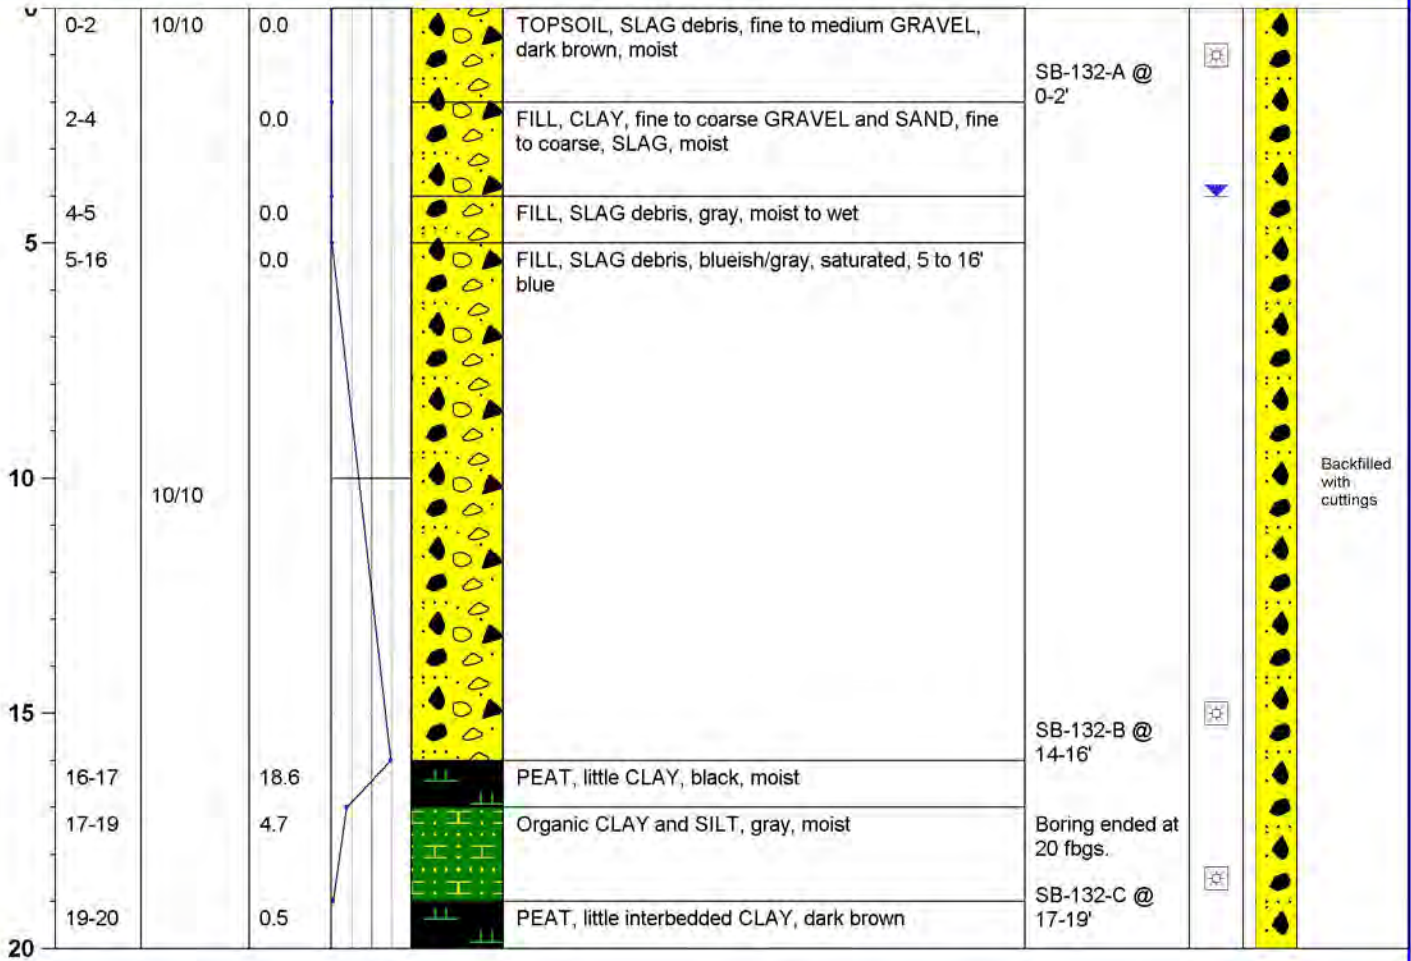 0
0-2 10/10 0.0 TOPSOIL, SLAG debris, fine to medium GRAVEL,
dark brown, moist
SB-132-A @
0-2'
2-4 0.0 FILL, CLAY, fine to coarse GRAVEL and SAND, fine
to coarse, SLAG, moist
4-5 0.0 FILL, SLAG debris, gray, moist to wet
5
5-16 0.0 FILL, SLAG debris, blueish/gray, saturated, 5 to 16'
blue
10
10/10
Backfilled
with
cuttings
15
SB-132-B @
14-16'
16-17 18.6 PEAT, little CLAY, black, moist
17-19 4.7 Organic CLAY and SILT, gray, moist
Boring ended at
20 fbgs.
SB-132-C @
17-19'
19-20 0.5 PEAT, little interbedded CLAY, dark brown
20